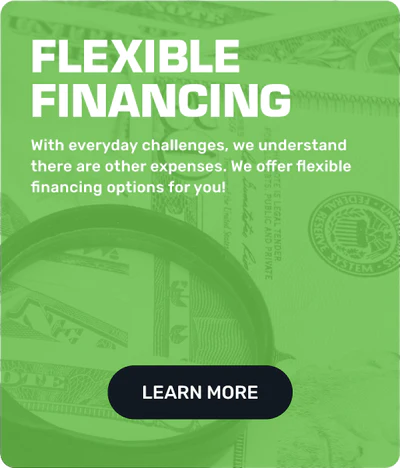 FLEXIBLE
FINANCING
With everyday challenges, we understand
there are other expenses. We offer flexible
financing options for you!
LEARN MORE